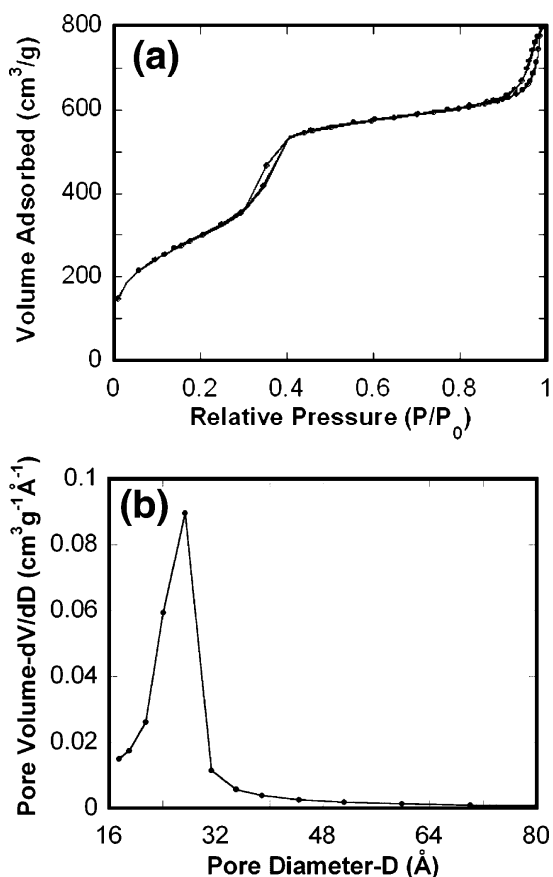 (a)
Volume Adsorbed (cm³/g)
800
600
400
200
0
0 0.2 0.4 0.6 0.8 1
Relative Pressure (P/P₀)
(b)
Pore Volume-dV/dD (cm³g⁻¹Å⁻¹)
0.1
0.08
0.06
0.04
0.02
0
16 32 48 64 80
Pore Diameter-D (Å)